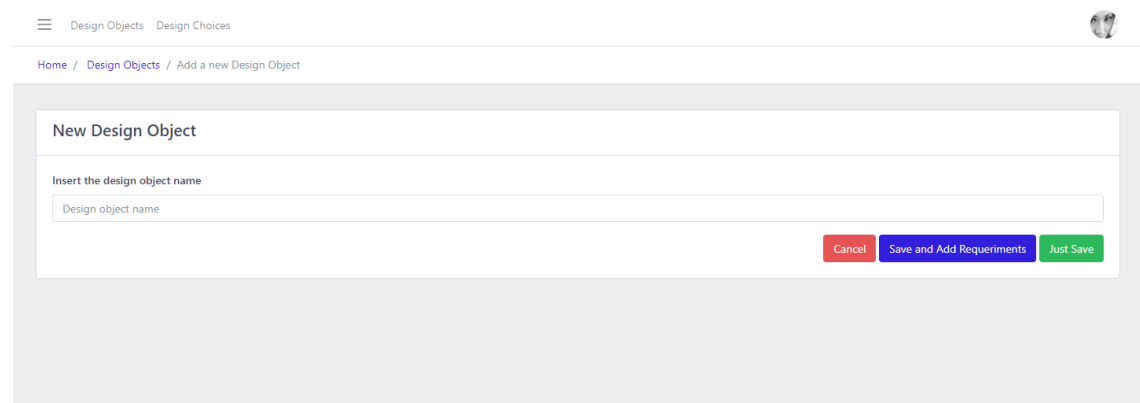 Design Objects Design Choices
Home / Design Objects / Add a new Design Object
New Design Object
Insert the design object name
Design object name
Cancel Save and Add Requeriments Just Save